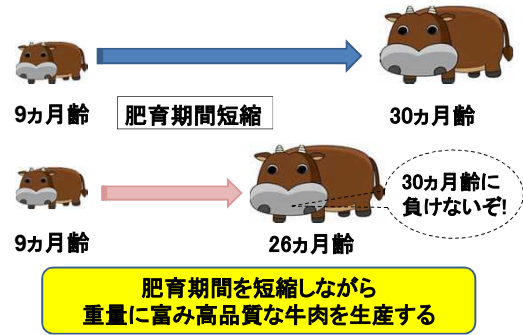 9ヵ月齢
肥育期間短縮
30ヵ月齢
9ヵ月齢
26ヵ月齢
30ヵ月齢に
負けないぞ!
肥育期間を短縮しながら
重量に富み高品質な牛肉を生産する